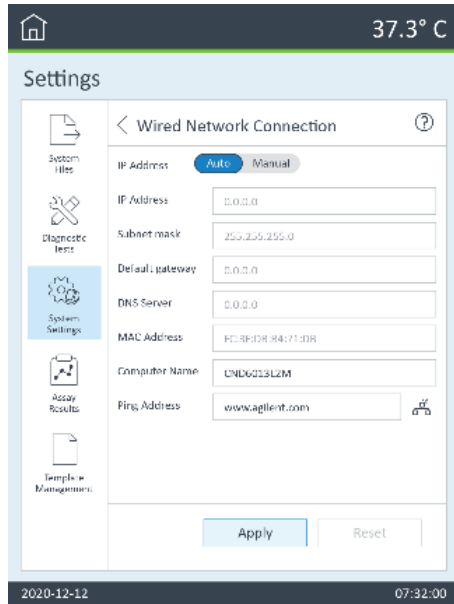 37.3° C
Settings
System
Files
Diagnostic
Tests
System
Settings
Assay
Results
Template
Management
Wired Network Connection
?
IP Address Auto Manual
IP Address 0.0.0.0
Subnet mask 255.255.255.0
Default gateway 0.0.0.0
DNS Server 0.0.0.0
MAC Address
Computer Name
Ping Address www.agilent.com
Apply Reset
2020-12-12 07:32:00